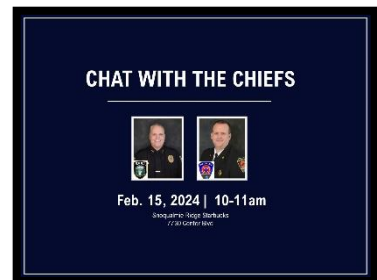 CHAT WITH THE CHIEFS
Feb. 15, 2024 | 10-11am
Snoqualmie Ridge Starbucks
7730 Center Blvd